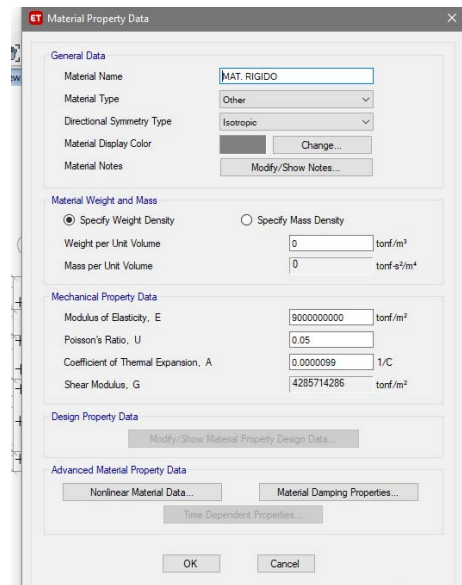 ET Material Property Data
General Data
Material Name MAT. RIGIDO
Material Type Other
Directional Symmetry Type Isotropic
Material Display Color Change...
Material Notes Modify/Show Notes...
Material Weight and Mass
Specify Weight Density Specify Mass Density
Weight per Unit Volume 0 tonf/m³
Mass per Unit Volume 0 tonf-s²/m⁴
Mechanical Property Data
Modulus of Elasticity, E 9000000000 tonf/m²
Poisson's Ratio, U 0.05
Coefficient of Thermal Expansion, A 0.0000099 1/C
Shear Modulus, G 4285714286 tonf/m²
Design Property Data
Modify/Show Material Property Design Data...
Advanced Material Property Data
Nonlinear Material Data... Material Damping Properties...
Time Dependent Properties...
OK Cancel